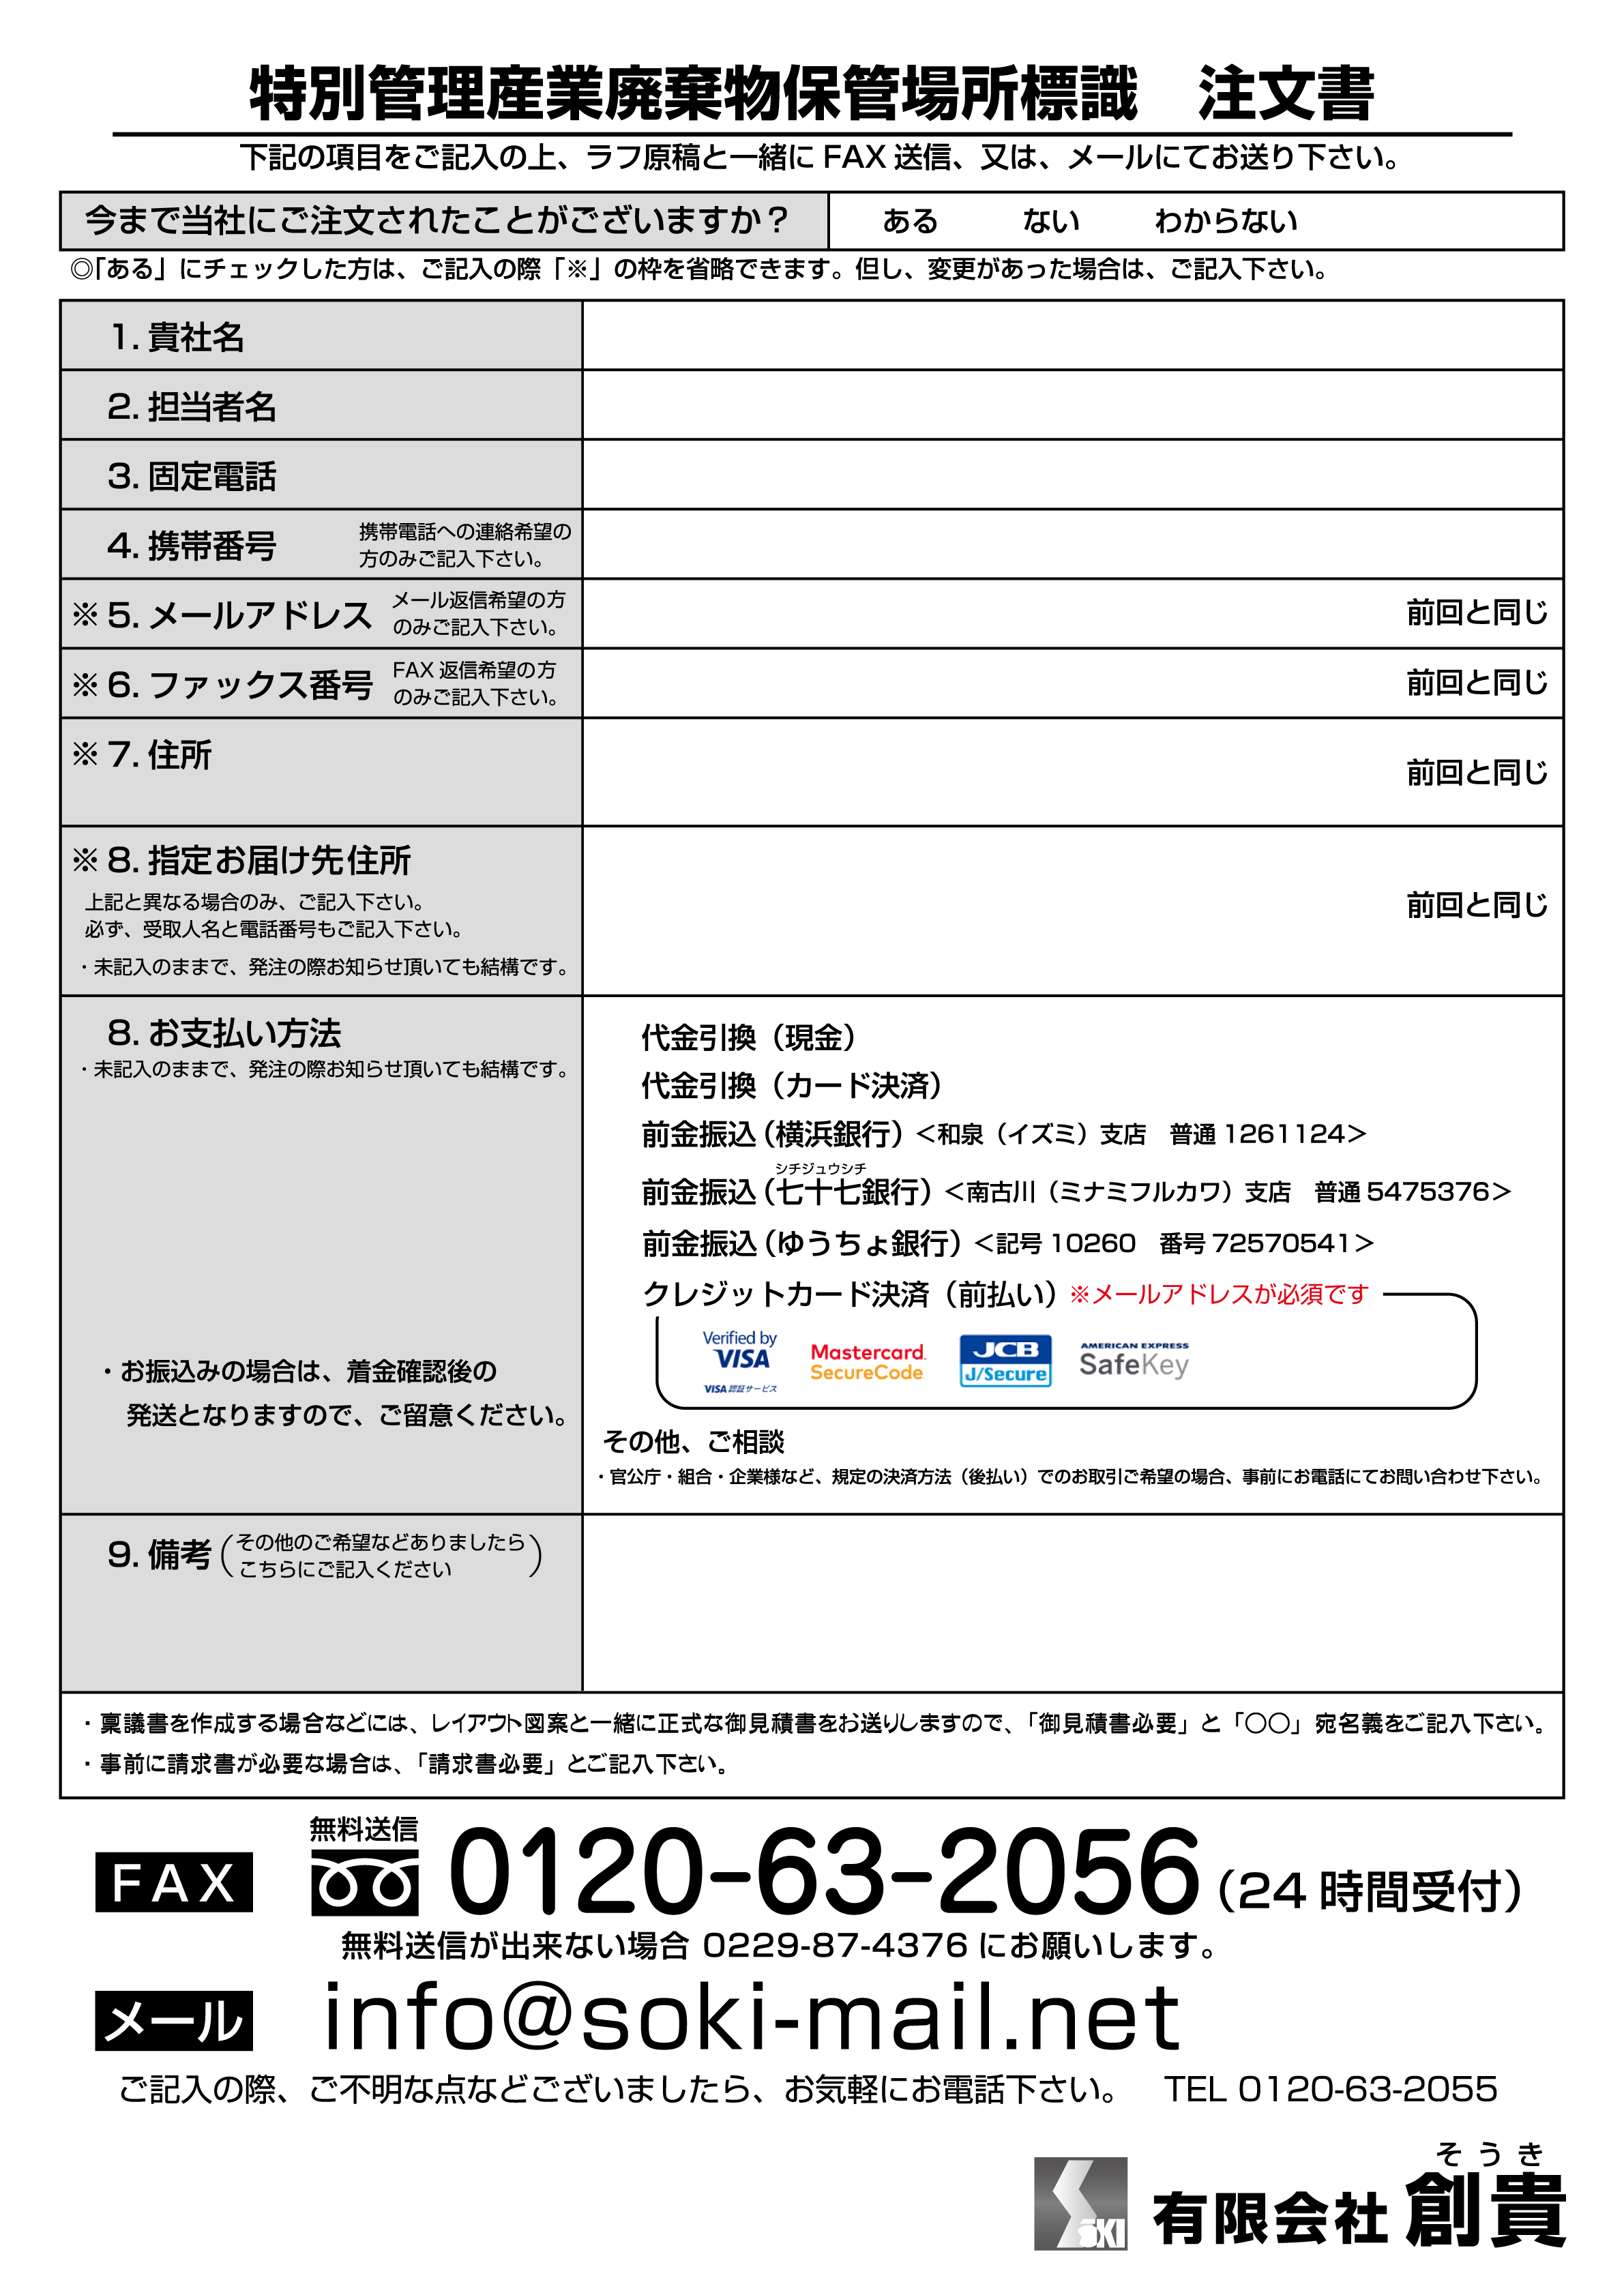 特別管理産業廃棄物保管場所標識　注文書
下記の項目をご記入の上、ラフ原稿と一緒に FAX 送信、又は、メールにてお送り下さい。
今まで当社にご注文されたことがございますか？　ある　ない　わからない
◎「ある」にチェックした方は、ご記入の際「※」の枠を省略できます。但し、変更があった場合は、ご記入下さい。
1. 貴社名
2. 担当者名
3. 固定電話
4. 携帯番号
携帯電話への連絡希望の
方のみご記入下さい。
※ 5. メールアドレス
メール返信希望の方
のみご記入下さい。
前回と同じ
※ 6. ファックス番号
FAX 返信希望の方
のみご記入下さい。
前回と同じ
※ 7. 住所
前回と同じ
※ 8. 指定お届け先住所
上記と異なる場合のみ、ご記入下さい。
必ず、受取人名と電話番号もご記入下さい。
・未記入のままで、発注の際お知らせ頂いても結構です。
前回と同じ
8. お支払い方法
・未記入のままで、発注の際お知らせ頂いても結構です。
・お振込みの場合は、着金確認後の
発送となりますので、ご留意ください。
代金引換（現金）
代金引換（カード決済）
前金振込（横浜銀行）＜和泉（イズミ）支店　普通 1261124＞
シチジュウシチ
前金振込（七十七銀行）＜南古川（ミナミフルカワ）支店　普通 5475376＞
前金振込（ゆうちょ銀行）＜記号 10260　番号 72570541＞
クレジットカード決済（前払い）※メールアドレスが必須です
Verified by
VISA
VISA 認証サービス
Mastercard.
SecureCode
JCB
J/Secure
AMERICAN EXPRESS
SafeKey
その他、ご相談
・官公庁・組合・企業様など、規定の決済方法（後払い）でのお取引ご希望の場合、事前にお電話にてお問い合わせ下さい。
9. 備考
（その他のご希望などありましたら
こちらにご記入ください）
・稟議書を作成する場合などには、レイアウト図案と一緒に正式な御見積書をお送りしますので、「御見積書必要」と「〇〇」宛名義をご記入下さい。
・事前に請求書が必要な場合は、「請求書必要」とご記入下さい。
無料送信
FAX　0120-63-2056（24 時間受付）
無料送信が出来ない場合 0229-87-4376 にお願いします。
メール　info@soki-mail.net
ご記入の際、ご不明な点などございましたら、お気軽にお電話下さい。　TEL 0120-63-2055
そうき
SOKI 有限会社 創貴